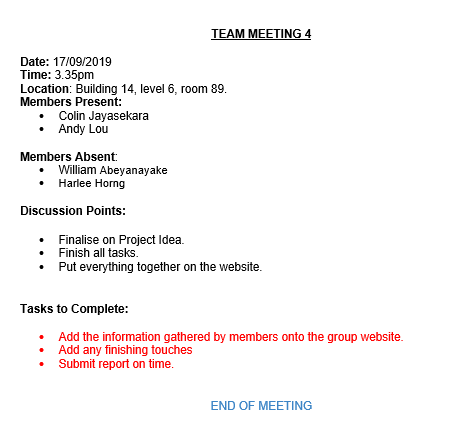 TEAM MEETING 4
Date: 17/09/2019
Time: 3.35pm
Location: Building 14, level 6, room 89.
Members Present:
• Colin Jayasekara
• Andy Lou
Members Absent:
• William Abeyanayake
• Harlee Horng
Discussion Points:
• Finalise on Project Idea.
• Finish all tasks.
• Put everything together on the website.
Tasks to Complete:
• Add the information gathered by members onto the group website.
• Add any finishing touches
• Submit report on time.
END OF MEETING